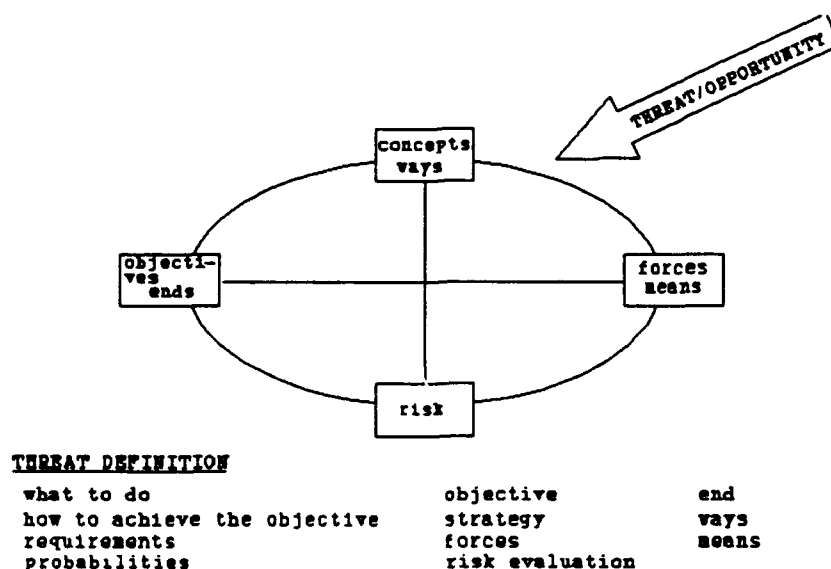 THREAT/OPPORTUNITY
concepts
ways
objecti-
ves
ends
forces
means
risk
THREAT DEFINITION
what to do objective end
how to achieve the objective strategy ways
requirements forces means
probabilities risk evaluation